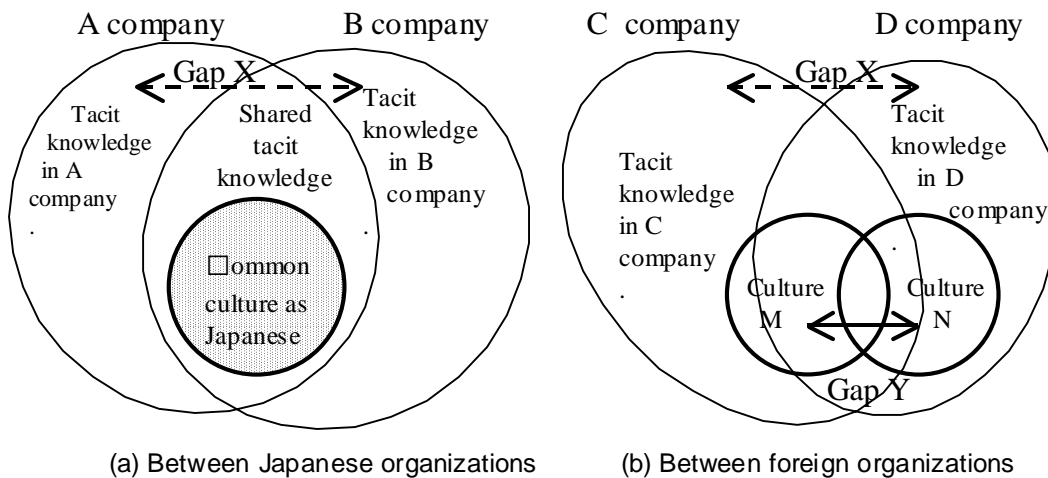 A company
B company
Gap X
Tacit
knowledge
in A
company
.
Shared
tacit
knowledge
Tacit
knowledge
in B
company
.
□ommon
culture as
Japanese
(a) Between Japanese organizations
C company
D company
Gap X
Tacit
knowledge
in C
company
.
Tacit
knowledge
in D
company
.
Culture
M
Culture
N
Gap Y
(b) Between foreign organizations